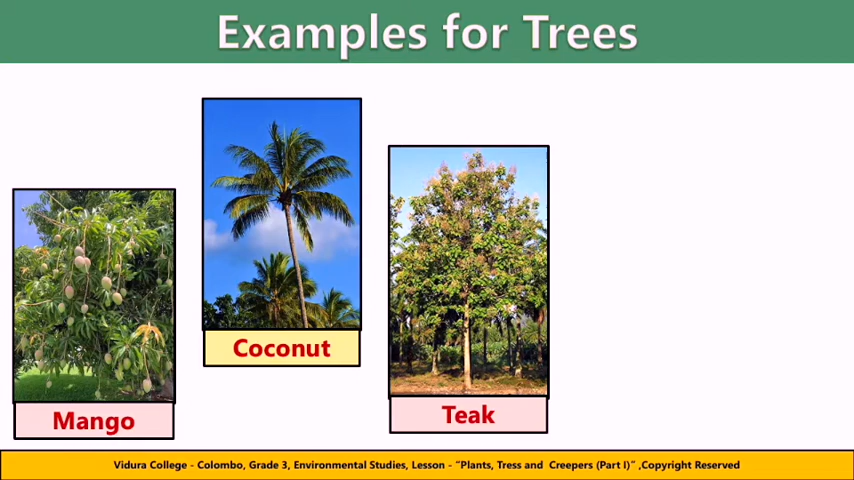 Examples for Trees
Coconut
Mango
Teak
Vidura College - Colombo, Grade 3, Environmental Studies, Lesson - “Plants, Tress and Creepers (Part I)” ,Copyright Reserved